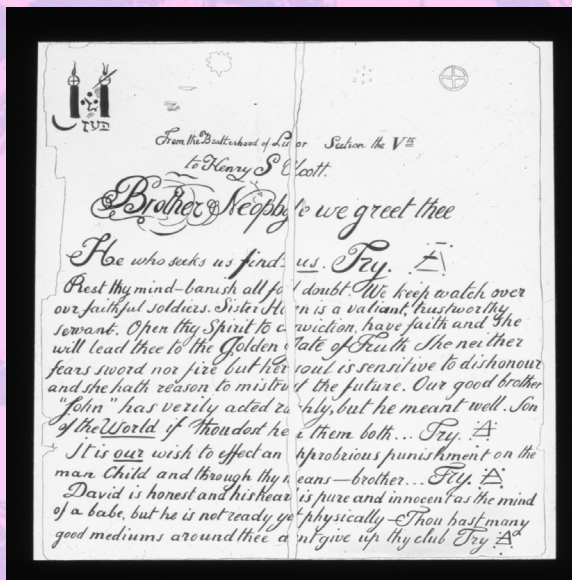 From the Brotherhood of Luxor Section the Vth
to Henry S Olcott.
Brother Neophyte we greet thee
He who seeks us finds us. Try.
Rest thy mind – banish all foul doubt. We keep watch over
our faithful soldiers. Sister Helen is a valiant, trustworthy
servant. Open thy Spirit to conviction, have faith and She
will lead thee to the Golden Gate of Truth. She neither
fears sword nor fire but her soul is sensitive to dishonour
and she hath reason to mistrust the future. Our good brother
"John" has verily acted rashly, but he meant well. Son
of the World if thou dost hear them both... Try.
It is our wish to effect an opprobrious punishment on the
man Child and through thy means – brother... Try.
David is honest and his heart is pure and innocent as the mind
of a babe, but he is not ready yet physically – Thou hast many
good mediums around thee dont give up thy club Try